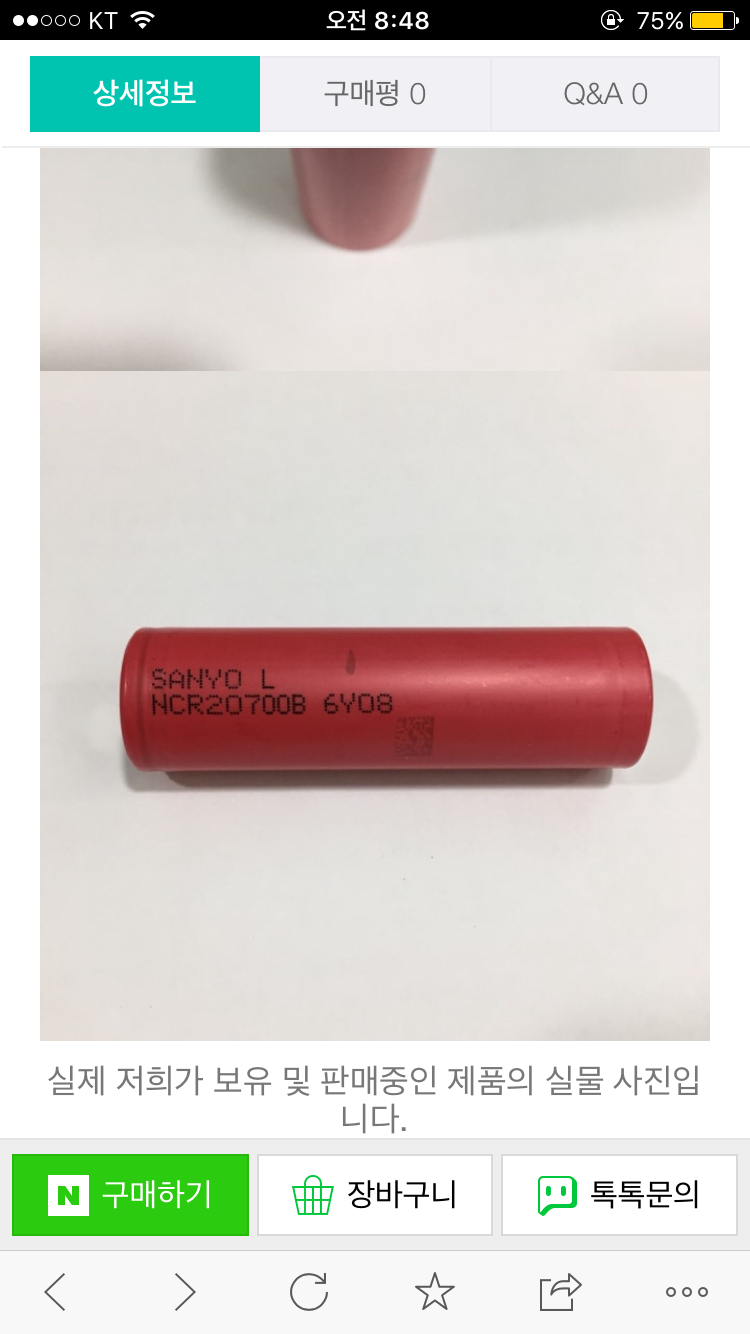 KT 오전 8:48 75%
상세정보 구매평 0 Q&A 0
SANYO L
NCR20700B 6Y08
실제 저희가 보유 및 판매중인 제품의 실물 사진입
니다.
N 구매하기 장바구니 톡톡문의